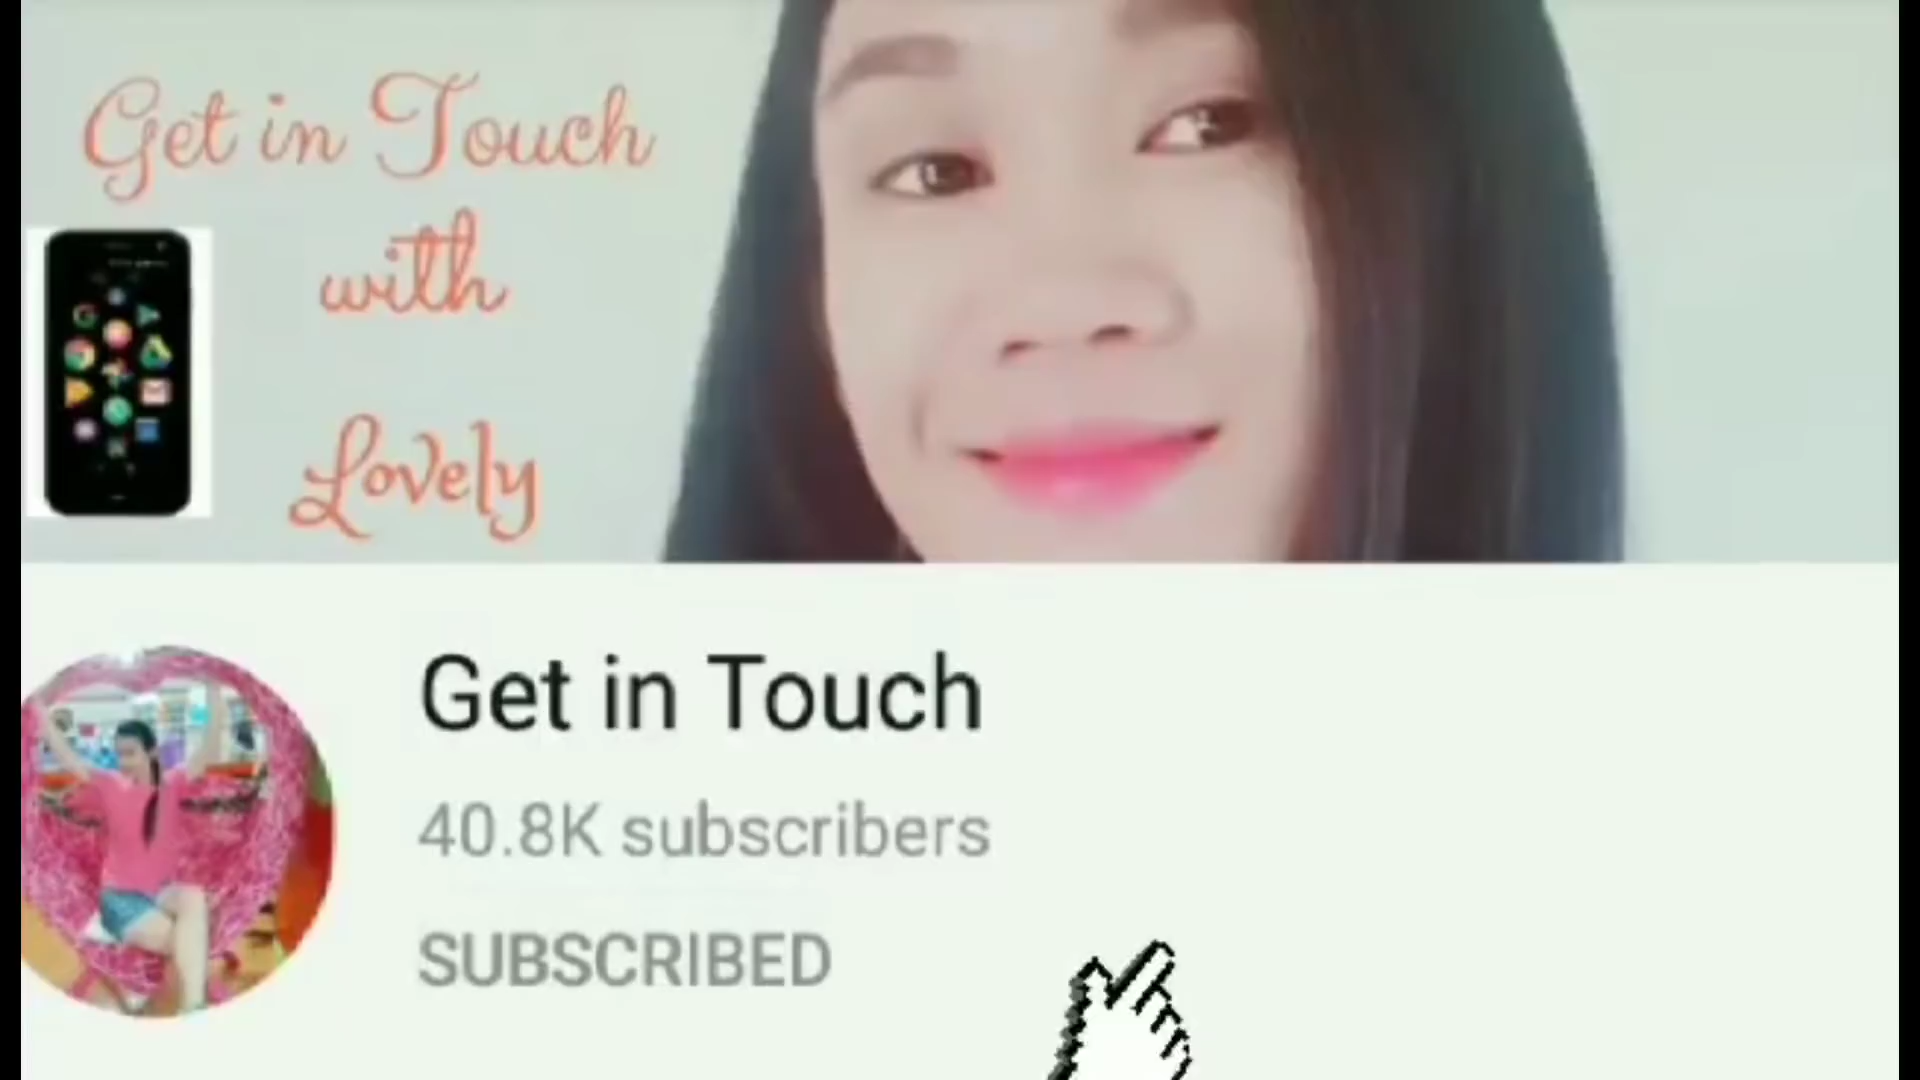 Get in Touch
with
Lovely
Get in Touch
40.8K subscribers
SUBSCRIBED